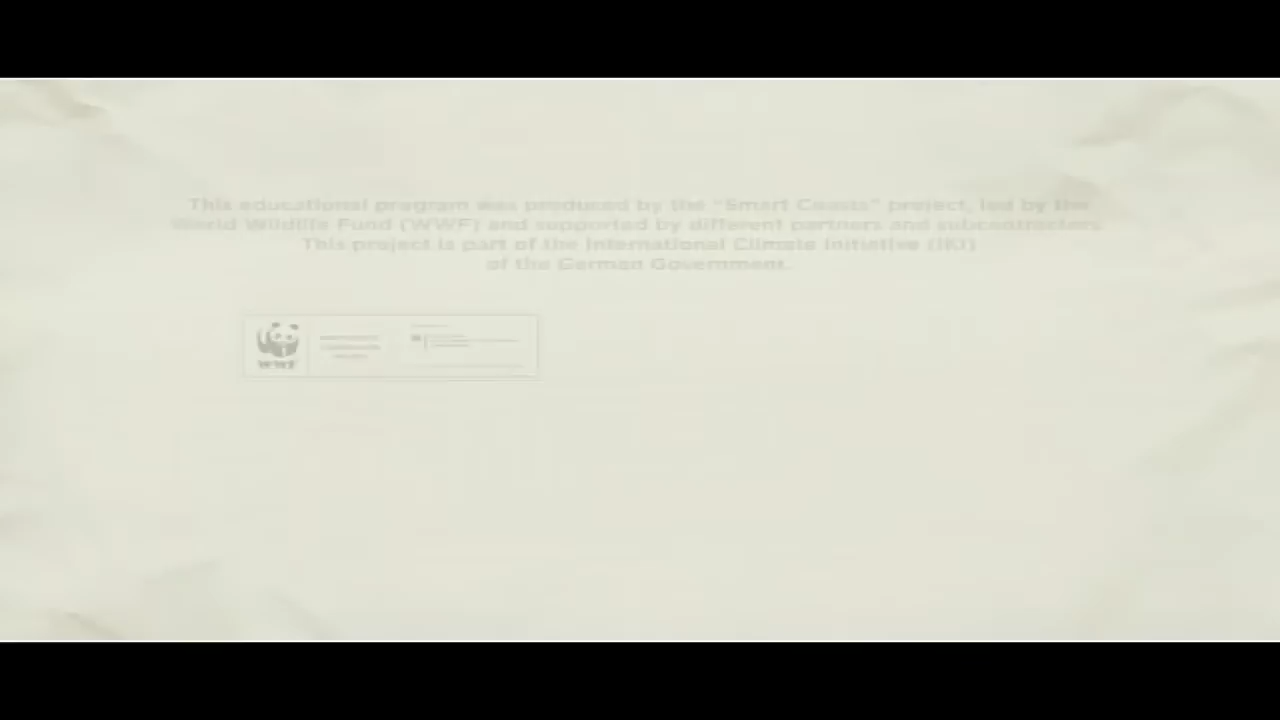 This educational program was produced by the "Smart Coasts" project, led by the
World Wildlife Fund (WWF) and supported by different partners and subcontractors.
This project is part of the International Climate Initiative (IKI)
of the German Government.
WWF